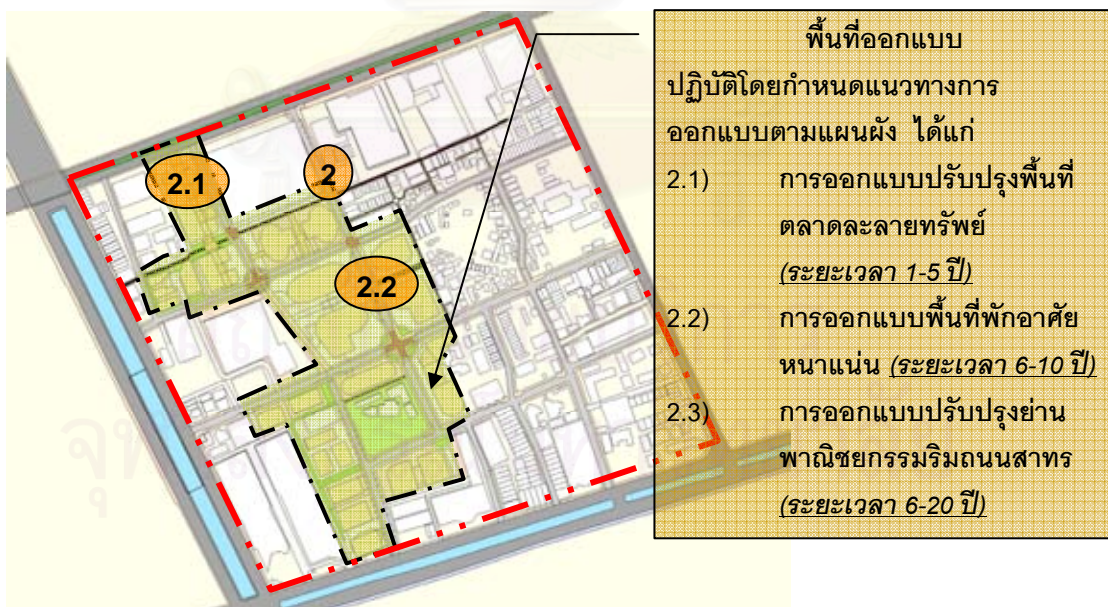 พื้นที่ออกแบบ
ปฏิบัติโดยกำหนดแนวทางการ
ออกแบบตามแผนผัง ได้แก่
2.1) การออกแบบปรับปรุงพื้นที่
ตลาดละลายทรัพย์
(ระยะเวลา 1-5 ปี)
2.2) การออกแบบพื้นที่พักอาศัย
หนาแน่น (ระยะเวลา 6-10 ปี)
2.3) การออกแบบปรับปรุงย่าน
พาณิชยกรรมริมถนนสาทร
(ระยะเวลา 6-20 ปี)
2.1
2
2.2